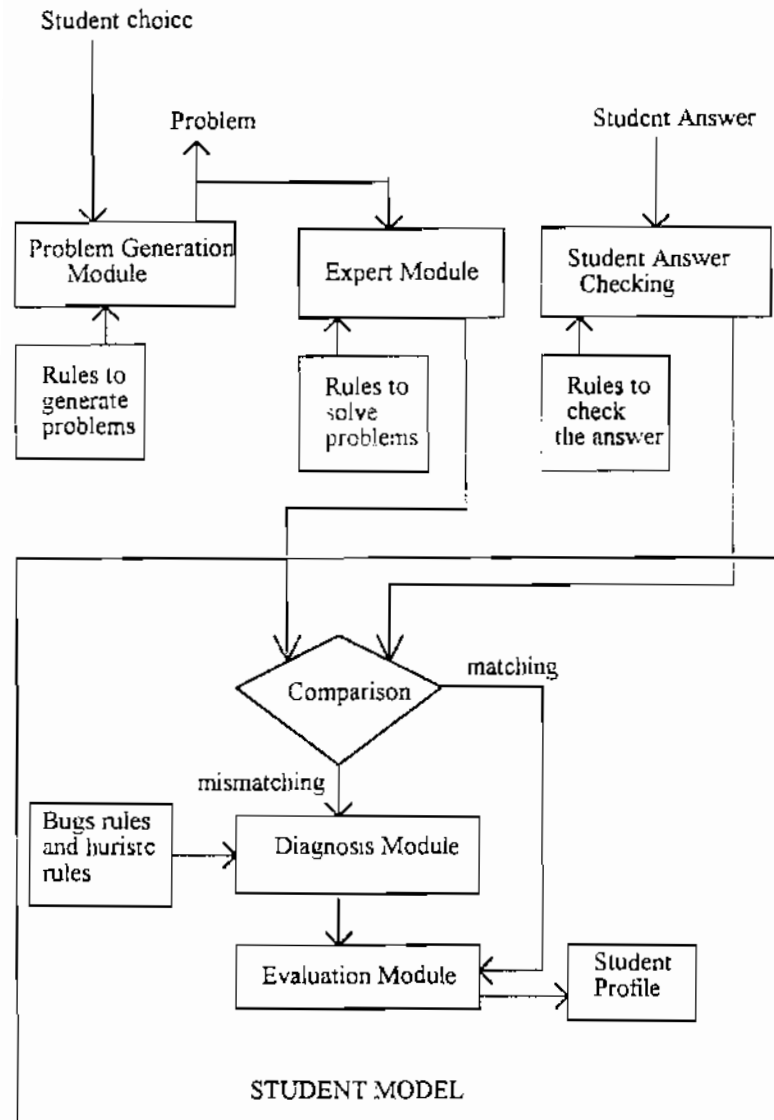 Student choice
Problem
Student Answer
Problem Generation
Module
Expert Module
Student Answer
Checking
Rules to
generate
problems
Rules to
solve
problems
Rules to
check
the answer
Comparison
matching
mismatching
Bugs rules
and huristc
rules
Diagnosis Module
Evaluation Module
Student
Profile
STUDENT MODEL